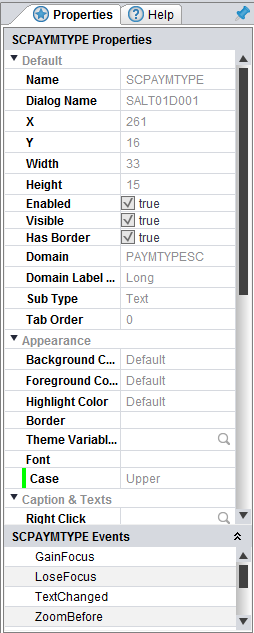 Properties Help
SCPAYMTYPE Properties
Default
Name SCPAYMTYPE
Dialog Name SALT01D001
X 261
Y 16
Width 33
Height 15
Enabled true
Visible true
Has Border true
Domain PAYMTYPESC
Domain Label ... Long
Sub Type Text
Tab Order 0
Appearance
Background C... Default
Foreground Co... Default
Highlight Color Default
Border
Theme Variabl...
Font
Case Upper
Caption & Texts
Right Click
SCPAYMTYPE Events
GainFocus
LoseFocus
TextChanged
ZoomBefore